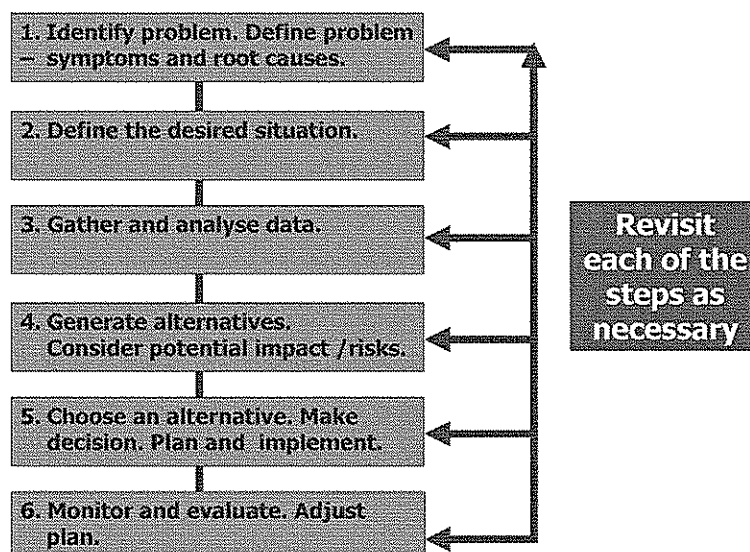 1. Identify problem. Define problem
– symptoms and root causes.
2. Define the desired situation.
3. Gather and analyse data.
4. Generate alternatives.
Consider potential impact /risks.
5. Choose an alternative. Make
decision. Plan and implement.
6. Monitor and evaluate. Adjust
plan.
Revisit
each of the
steps as
necessary